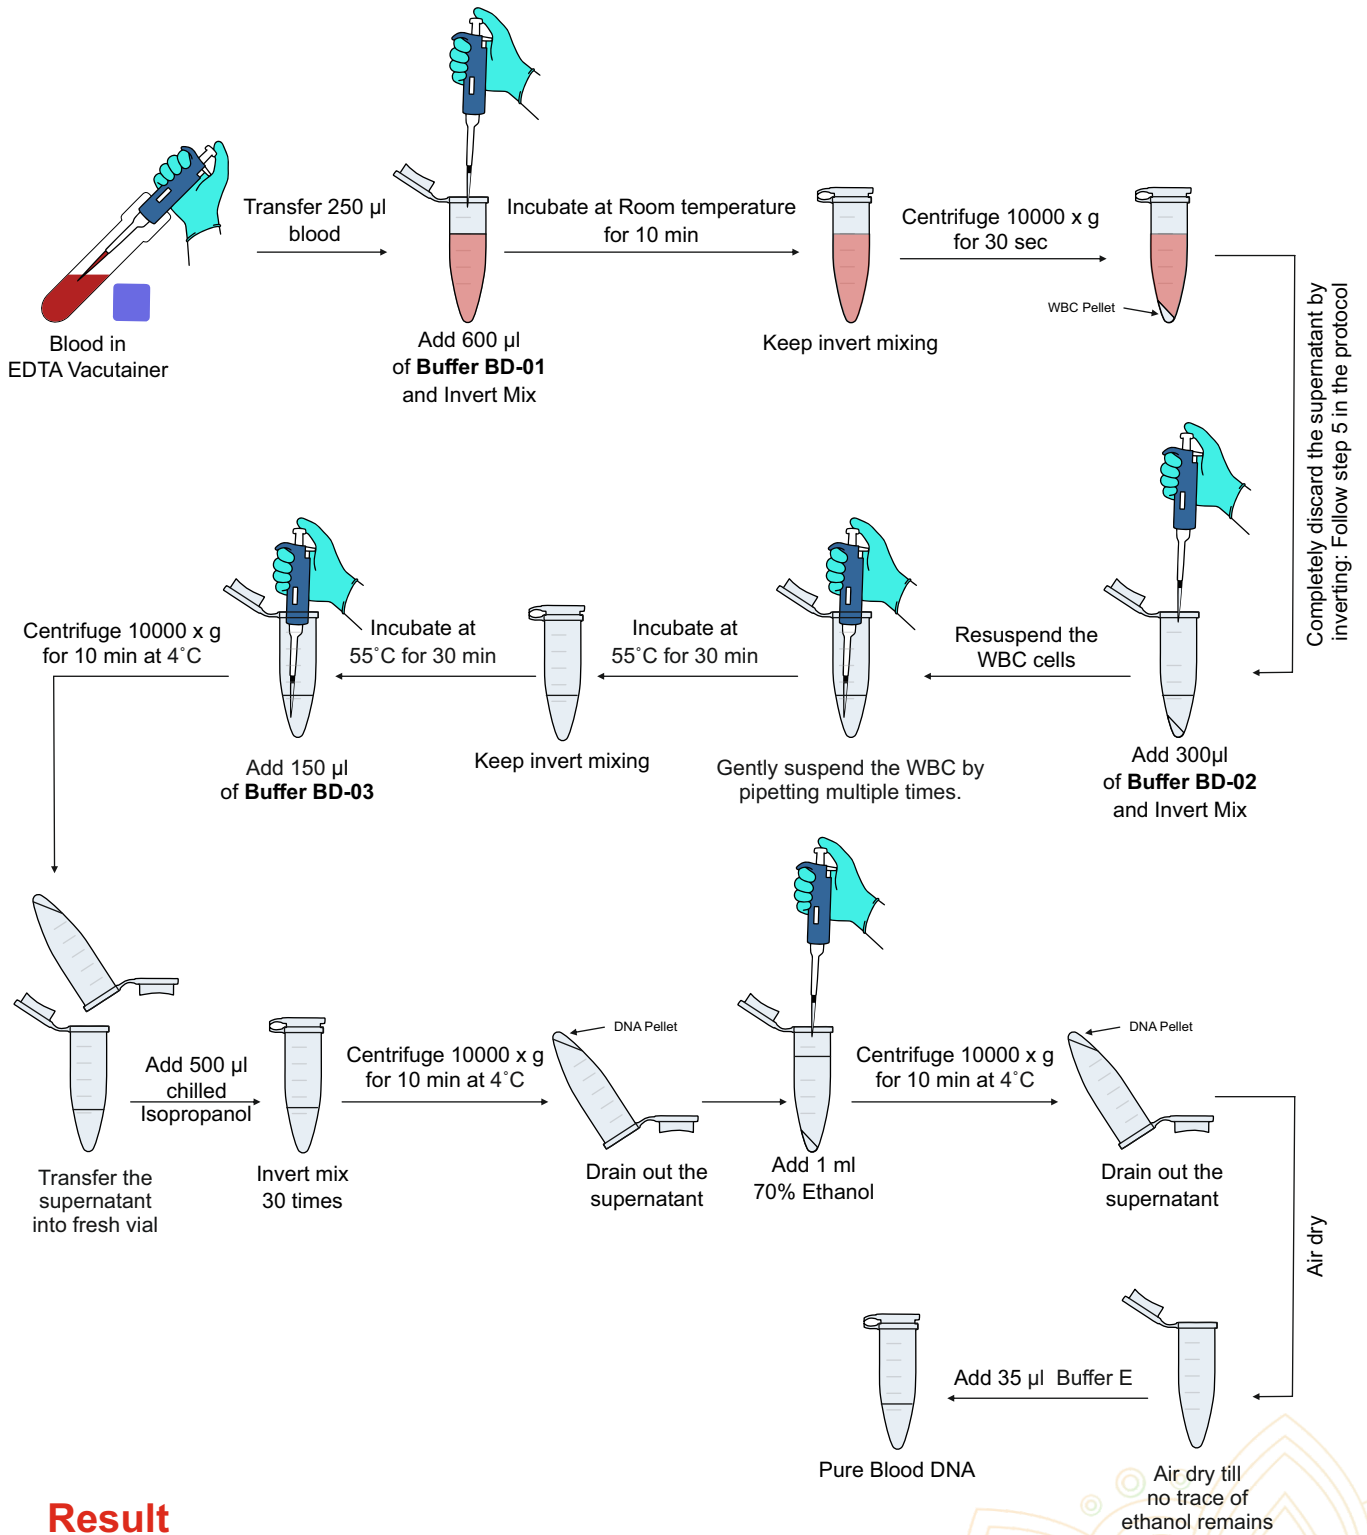 Transfer 250 µl
blood
Incubate at Room temperature
for 10 min
Centrifuge 10000 x g
for 30 sec
WBC Pellet
Blood in
EDTA Vacutainer
Add 600 µl
of Buffer BD-01
and Invert Mix
Keep invert mixing
Completely discard the supernatant by
inverting: Follow step 5 in the protocol
Resuspend the
WBC cells
Incubate at
55˚C for 30 min
Incubate at
55˚C for 30 min
Centrifuge 10000 x g
for 10 min at 4˚C
Add 300µl
of Buffer BD-02
and Invert Mix
Gently suspend the WBC by
pipetting multiple times.
Keep invert mixing
Add 150 µl
of Buffer BD-03
Add 500 µl
chilled
Isopropanol
Centrifuge 10000 x g
for 10 min at 4˚C
DNA Pellet
Centrifuge 10000 x g
for 10 min at 4˚C
DNA Pellet
Transfer the
supernatant
into fresh vial
Invert mix
30 times
Drain out the
supernatant
Add 1 ml
70% Ethanol
Drain out the
supernatant
Air dry
Add 35 µl Buffer E
Pure Blood DNA
Air dry till
no trace of
ethanol remains
Result